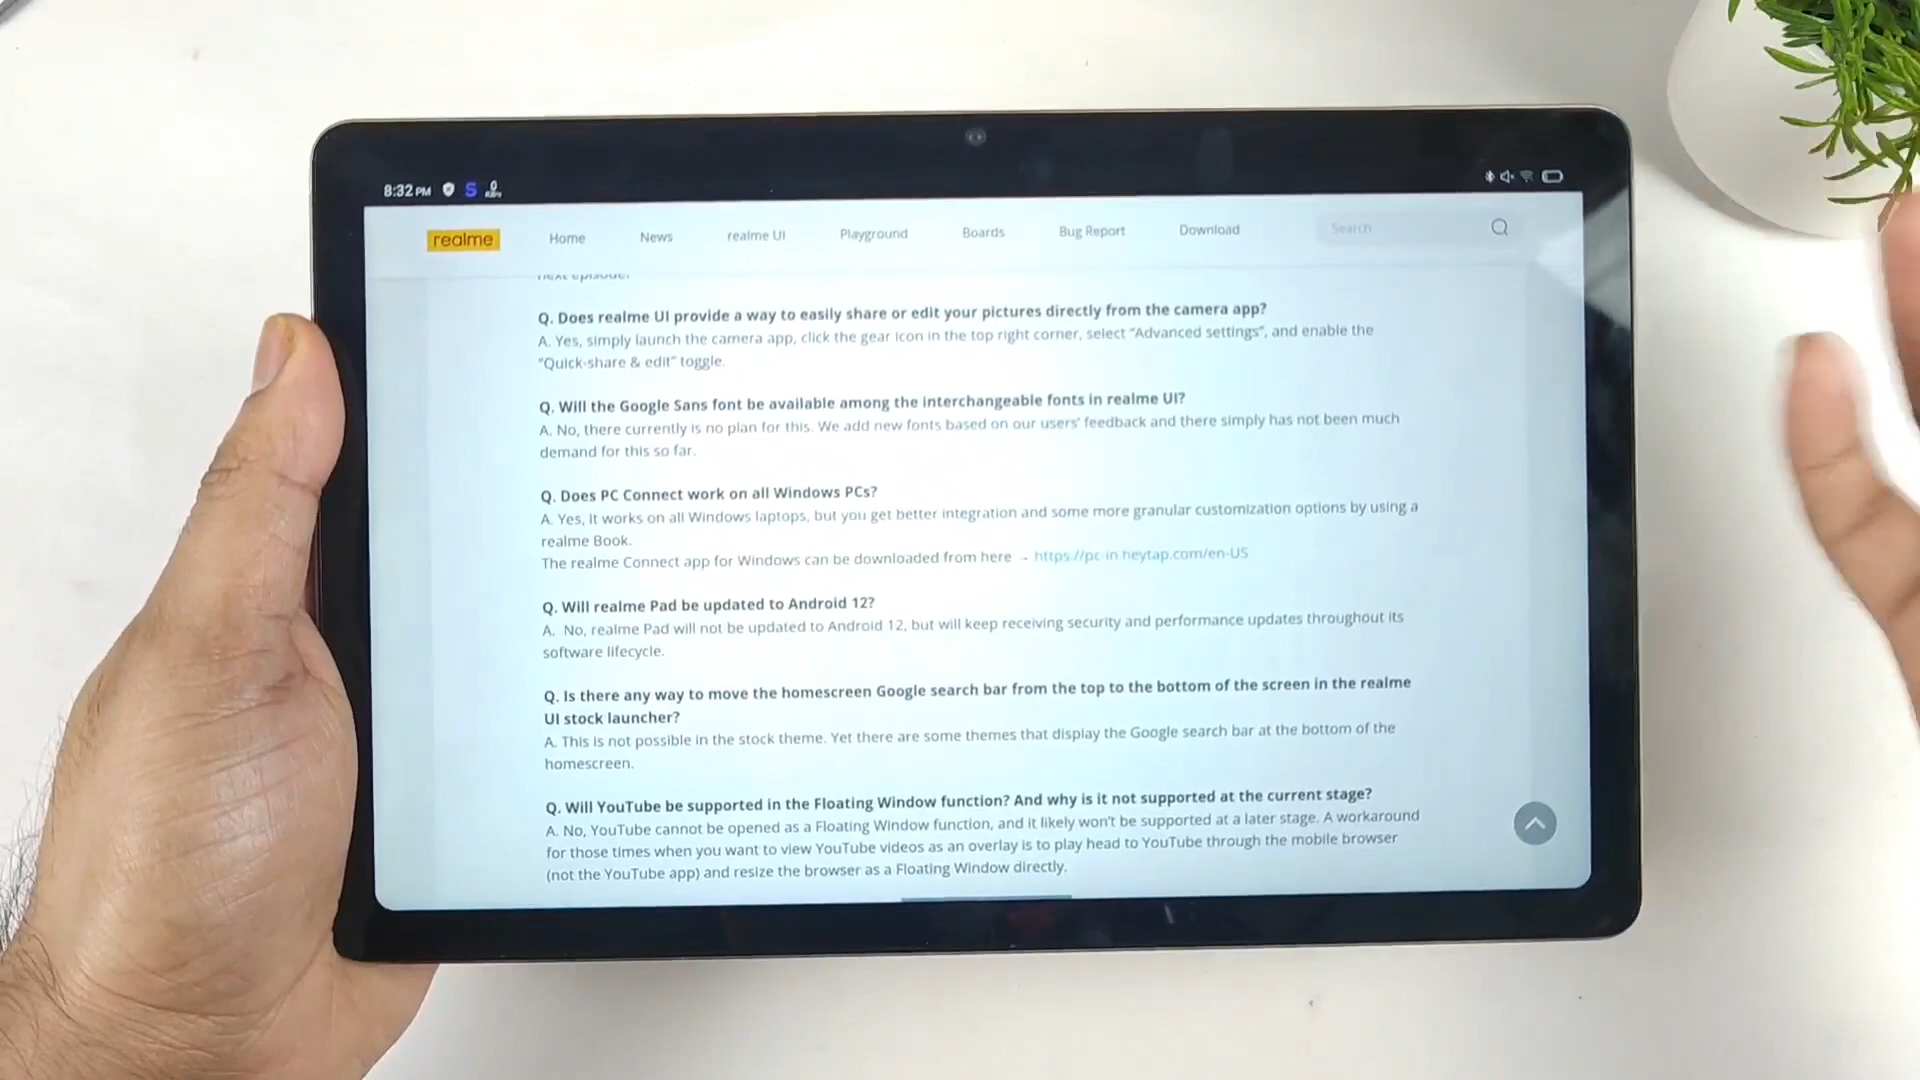 8:32 PM
realme Home News realme UI Playground Boards Bug Report Download Search
next episode.
Q. Does realme UI provide a way to easily share or edit your pictures directly from the camera app?
A. Yes, simply launch the camera app, click the gear icon in the top right corner, select “Advanced settings”, and enable the
“Quick-share & edit” toggle.
Q. Will the Google Sans font be available among the interchangeable fonts in realme UI?
A. No, there currently is no plan for this. We add new fonts based on our users’ feedback and there simply has not been much
demand for this so far.
Q. Does PC Connect work on all Windows PCs?
A. Yes, it works on all Windows laptops, but you get better integration and some more granular customization options by using a
realme Book.
The realme Connect app for Windows can be downloaded from here – https://pc-in.heytap.com/en-US
Q. Will realme Pad be updated to Android 12?
A. No, realme Pad will not be updated to Android 12, but will keep receiving security and performance updates throughout its
software lifecycle.
Q. Is there any way to move the homescreen Google search bar from the top to the bottom of the screen in the realme
UI stock launcher?
A. This is not possible in the stock theme. Yet there are some themes that display the Google search bar at the bottom of the
homescreen.
Q. Will YouTube be supported in the Floating Window function? And why is it not supported at the current stage?
A. No, YouTube cannot be opened as a Floating Window function, and it likely won’t be supported at a later stage. A workaround
for those times when you want to view YouTube videos as an overlay is to play head to YouTube through the mobile browser
(not the YouTube app) and resize the browser as a Floating Window directly.